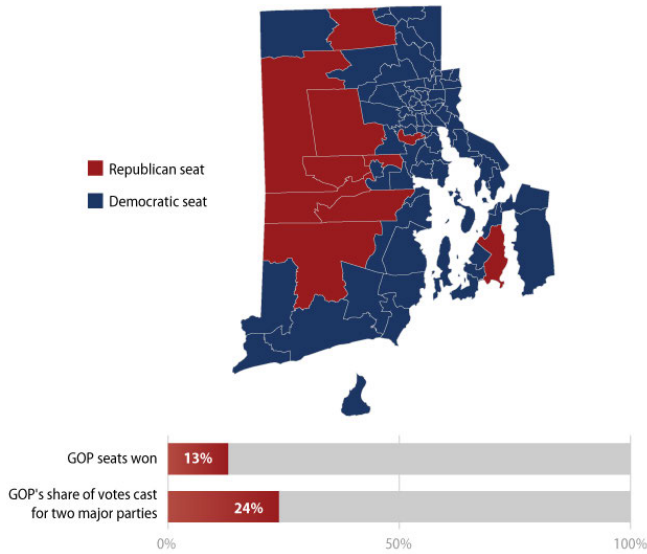 Republican seat
Democratic seat
GOP seats won
13%
GOP's share of votes cast
for two major parties
24%
0%
50%
100%